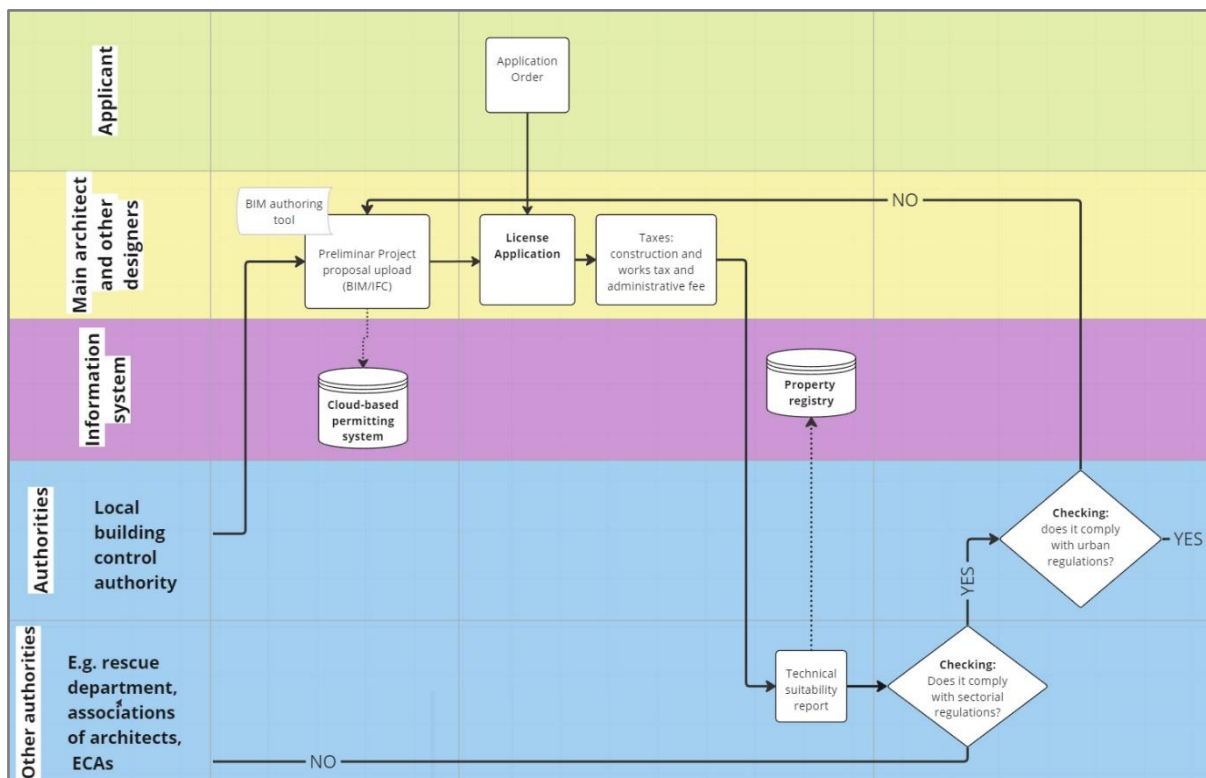 Applicant
Application
Order
Main architect
and other
designers
BIM authoring
tool
Preliminar Project
proposal upload
(BIM/IFC)
License
Application
Taxes:
construction and
works tax and
administrative fee
NO
Information
system
Cloud-based
permitting
system
Property
registry
Authorities
Local
building
control
authority
Checking:
does it comply
with urban
regulations?
YES
YES
Other authorities
E.g. rescue
department,
associations
of architects,
ECAs
Technical
suitability
report
Checking:
Does it comply
with sectorial
regulations?
NO